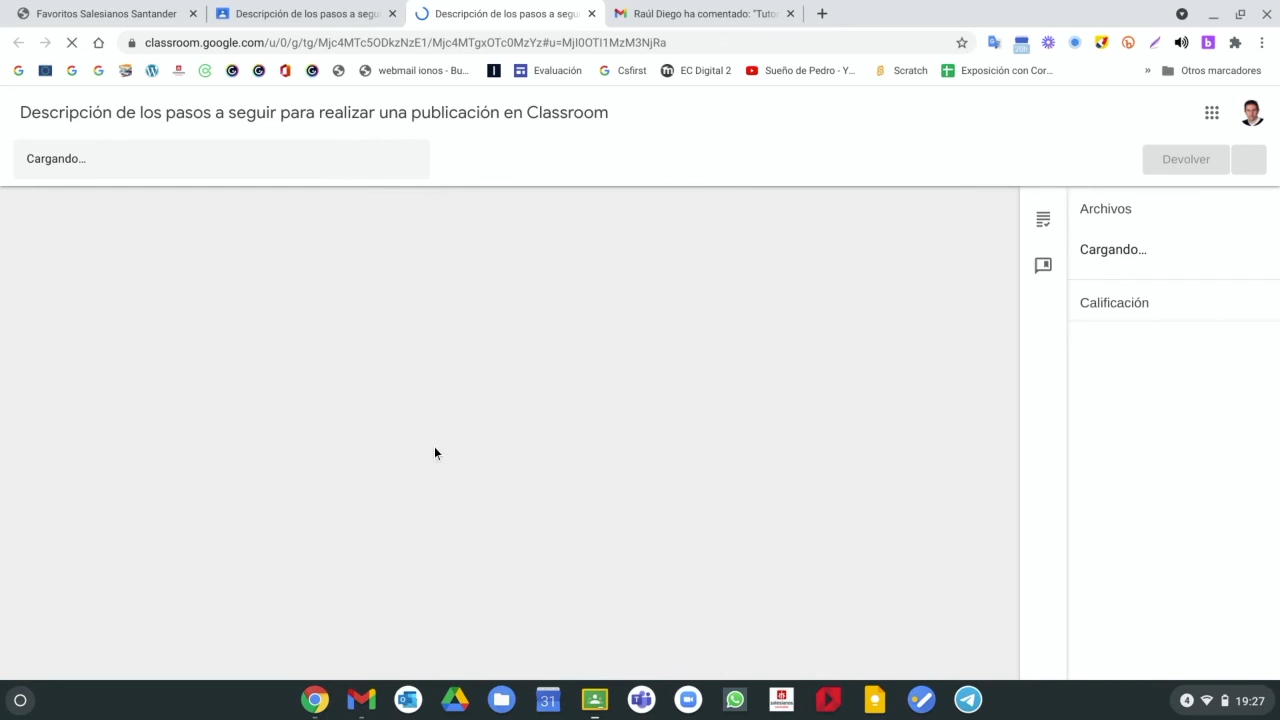 Favoritos Salesianos Santander
Descripción de los pasos a segu
Descripción de los pasos a segu
Raúl Diego ha comentado: "Tutor
classroom.google.com/u/0/g/tg/Mjc4MTc5ODkzNzE1/Mjc4MTgxOTc0MzYz#u=MjI0OTI1MzM3NjRa
webmail ionos - Bu...
Evaluación
Csfirst
EC Digital 2
Sueño de Pedro - Y...
Scratch
Exposición con Cor...
»
Otros marcadores
Descripción de los pasos a seguir para realizar una publicación en Classroom
Cargando...
Devolver
Archivos
Cargando...
Calificación
31
4
19:27